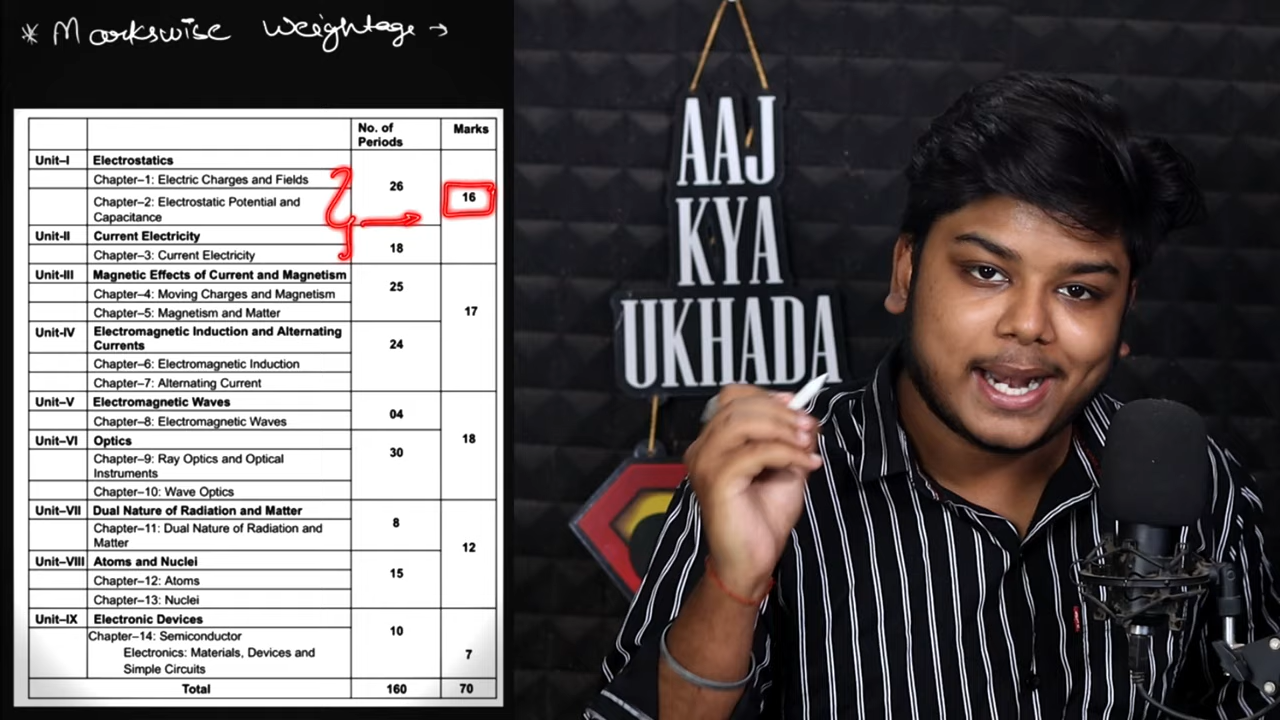 * Markswise Weightage →
No. of Periods Marks
Unit–I Electrostatics 26 16
Chapter–1: Electric Charges and Fields
Chapter–2: Electrostatic Potential and
Capacitance
Unit-II Current Electricity 18
Chapter–3: Current Electricity
Unit-III Magnetic Effects of Current and Magnetism 25 17
Chapter–4: Moving Charges and Magnetism
Chapter–5: Magnetism and Matter
Unit-IV Electromagnetic Induction and Alternating
Currents 24
Chapter–6: Electromagnetic Induction
Chapter–7: Alternating Current
Unit–V Electromagnetic Waves 04 18
Chapter–8: Electromagnetic Waves
Unit–VI Optics 30
Chapter–9: Ray Optics and Optical
Instruments
Chapter–10: Wave Optics
Unit–VII Dual Nature of Radiation and Matter 8 12
Chapter–11: Dual Nature of Radiation and
Matter
Unit–VIII Atoms and Nuclei 15
Chapter–12: Atoms
Chapter–13: Nuclei
Unit–IX Electronic Devices 10 7
Chapter–14: Semiconductor
Electronics: Materials, Devices and
Simple Circuits
Total 160 70
AAJ
KYA
UKHADA